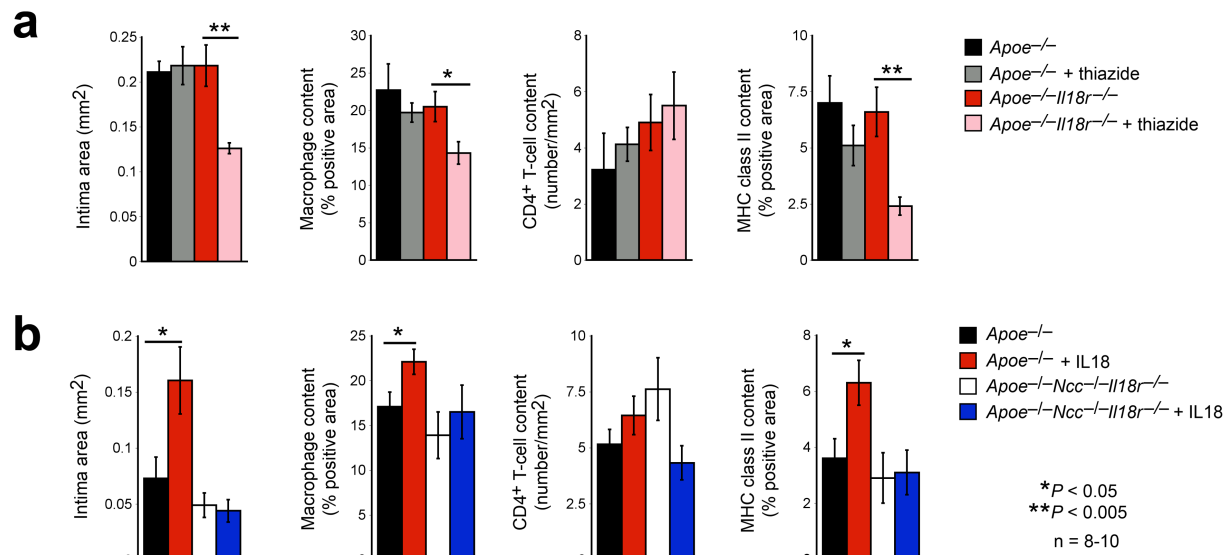 a
Intima area (mm2)
0.25
0.2
0.15
0.1
0.05
0
**
Macrophage content
(% positive area)
30
25
20
15
10
5
0
*
CD4+ T-cell content
(number/mm2)
8
6
4
2
0
MHC class II content
(% positive area)
10
7.5
5
2.5
0
**
Apoe–/–
Apoe–/– + thiazide
Apoe–/–Il18r–/–
Apoe–/–Il18r–/– + thiazide
b
Intima area (mm2)
0.2
0.15
0.1
0.05
*
Macrophage content
(% positive area)
25
20
15
10
5
*
CD4+ T-cell content
(number/mm2)
10
7.5
5
2.5
MHC class II content
(% positive area)
8
6
4
2
*
Apoe–/–
Apoe–/– + IL18
Apoe–/–Ncc–/–Il18r–/–
Apoe–/–Ncc–/–Il18r–/– + IL18
*P < 0.05
**P < 0.005
n = 8-10